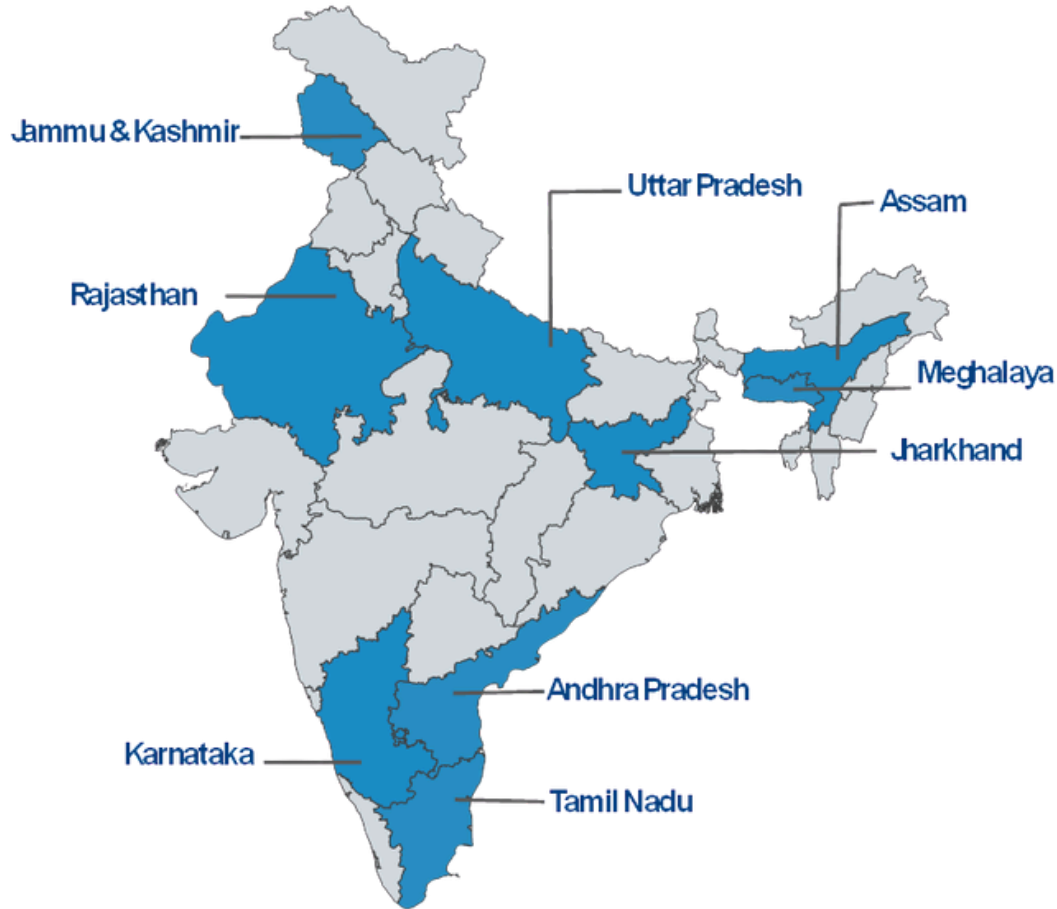 Jammu & Kashmir
Uttar Pradesh
Assam
Rajasthan
Meghalaya
Jharkhand
Andhra Pradesh
Karnataka
Tamil Nadu